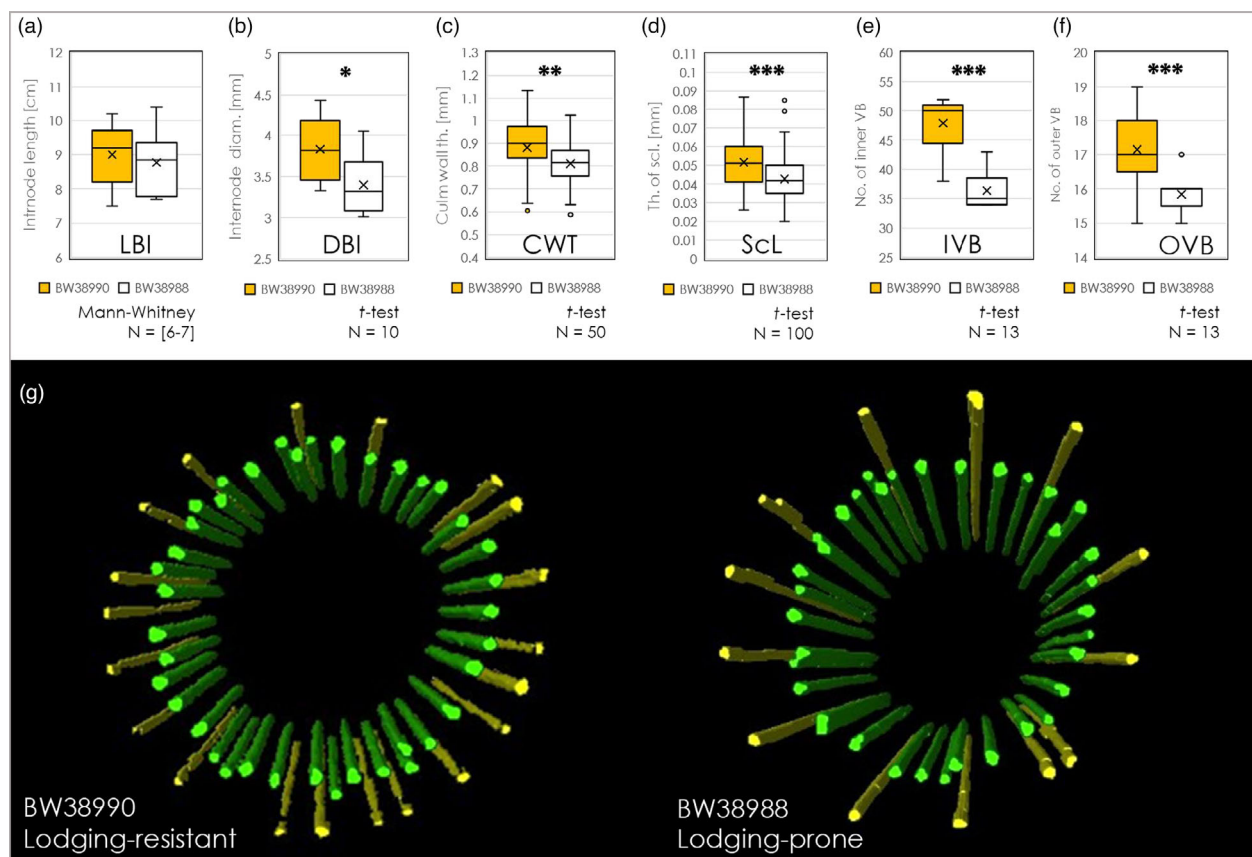 (a)
Intrnode length [cm]
12
11
10
9
8
7
6
LBI
BW38990 BW38988
Mann-Whitney
N = [6-7]
(b)
Internode diam. [mm]
5
4.5
4
3.5
3
2.5
*
DBI
BW38990 BW38988
t-test
N = 10
(c)
Culm wall th. [mm]
1.3
1.2
1.1
1
0.9
0.8
0.7
0.6
0.5
0.4
**
CWT
BW38990 BW38988
t-test
N = 50
(d)
Th. of scl. [mm]
0.11
0.1
0.09
0.08
0.07
0.06
0.05
0.04
0.03
0.02
0.01
0
***
ScL
BW38990 BW38988
t-test
N = 100
(e)
No. of inner VB
60
55
50
45
40
35
30
25
***
IVB
BW38990 BW38988
t-test
N = 13
(f)
No. of outer VB
20
19
18
17
16
15
14
***
OVB
BW38990 BW38988
t-test
N = 13
(g)
BW38990
Lodging-resistant
BW38988
Lodging-prone